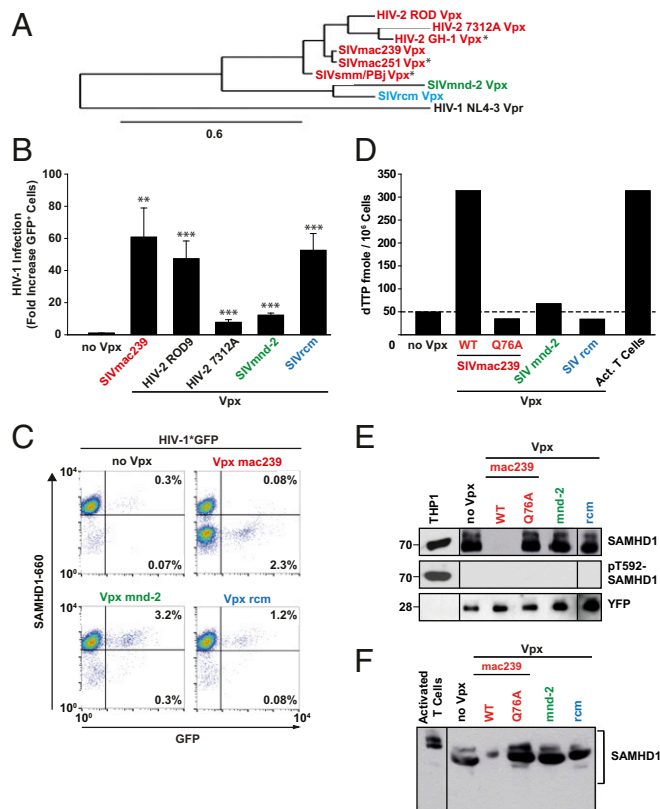 A
HIV-2 ROD Vpx
HIV-2 7312A Vpx
HIV-2 GH-1 Vpx*
SIVmac239 Vpx
SIVmac251 Vpx*
SIVsmm/PBj Vpx*
SIVmnd-2 Vpx
SIVrcm Vpx
HIV-1 NL4-3 Vpr
0.6
B
HIV-1 Infection
(Fold Increase GFP⁺ Cells)
100
80
60
40
20
0
**
***
***
***
***
no Vpx
SIVmac239
HIV-2 ROD9
HIV-2 7312A
SIVmnd-2
SIVrcm
Vpx
D
dTTP fmole / 10⁶ Cells
350
300
250
200
150
100
50
0
no Vpx
WT
Q76A
SIVmac239
SIV mnd-2
SIV rcm
Act. T Cells
Vpx
C
HIV-1*GFP
no Vpx
Vpx mac239
10⁴
0.3%
0.07%
10⁰
10⁴
0.08%
2.3%
10⁰
SAMHD1-660
Vpx mnd-2
Vpx rcm
10⁴
3.2%
0.3%
10⁰
1.2%
0.08%
10⁰
10⁰
10⁴
GFP
E
Vpx
mac239
THP1
no Vpx
WT
Q76A
mnd-2
rcm
70
SAMHD1
70
pT592-
SAMHD1
28
YFP
F
Vpx
mac239
Activated
T Cells
no Vpx
WT
Q76A
mnd-2
rcm
SAMHD1